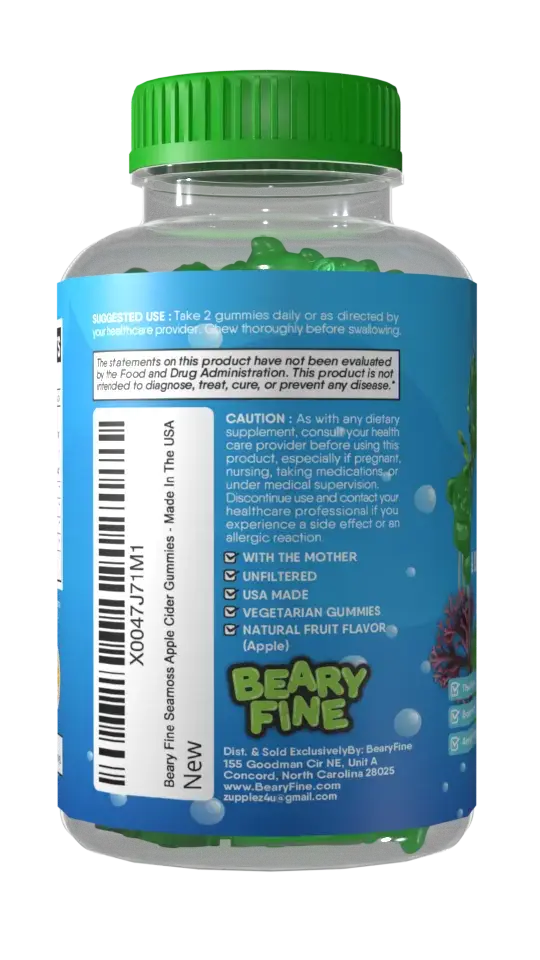 SUGGESTED USE : Take 2 gummies daily or as directed by
your healthcare provider. Chew thoroughly before swallowing.
The statements on this product have not been evaluated
by the Food and Drug Administration. This product is not
intended to diagnose, treat, cure, or prevent any disease.*
X0047J71M1
Beary Fine Seamoss Apple Cider Gummies - Made In The USA
New
CAUTION : As with any dietary
supplement, consult your health
care provider before using this
product, especially if pregnant,
nursing, taking medications or
under medical supervision.
Discontinue use and contact your
healthcare professional if you
experience a side effect or an
allergic reaction.
WITH THE MOTHER
UNFILTERED
USA MADE
VEGETARIAN GUMMIES
NATURAL FRUIT FLAVOR
(Apple)
BEARY
FINE
Dist. & Sold ExclusivelyBy: BearyFine
155 Goodman Cir NE, Unit A
Concord, North Carolina 28025
www.BearyFine.com
zupplez4u@gmail.com